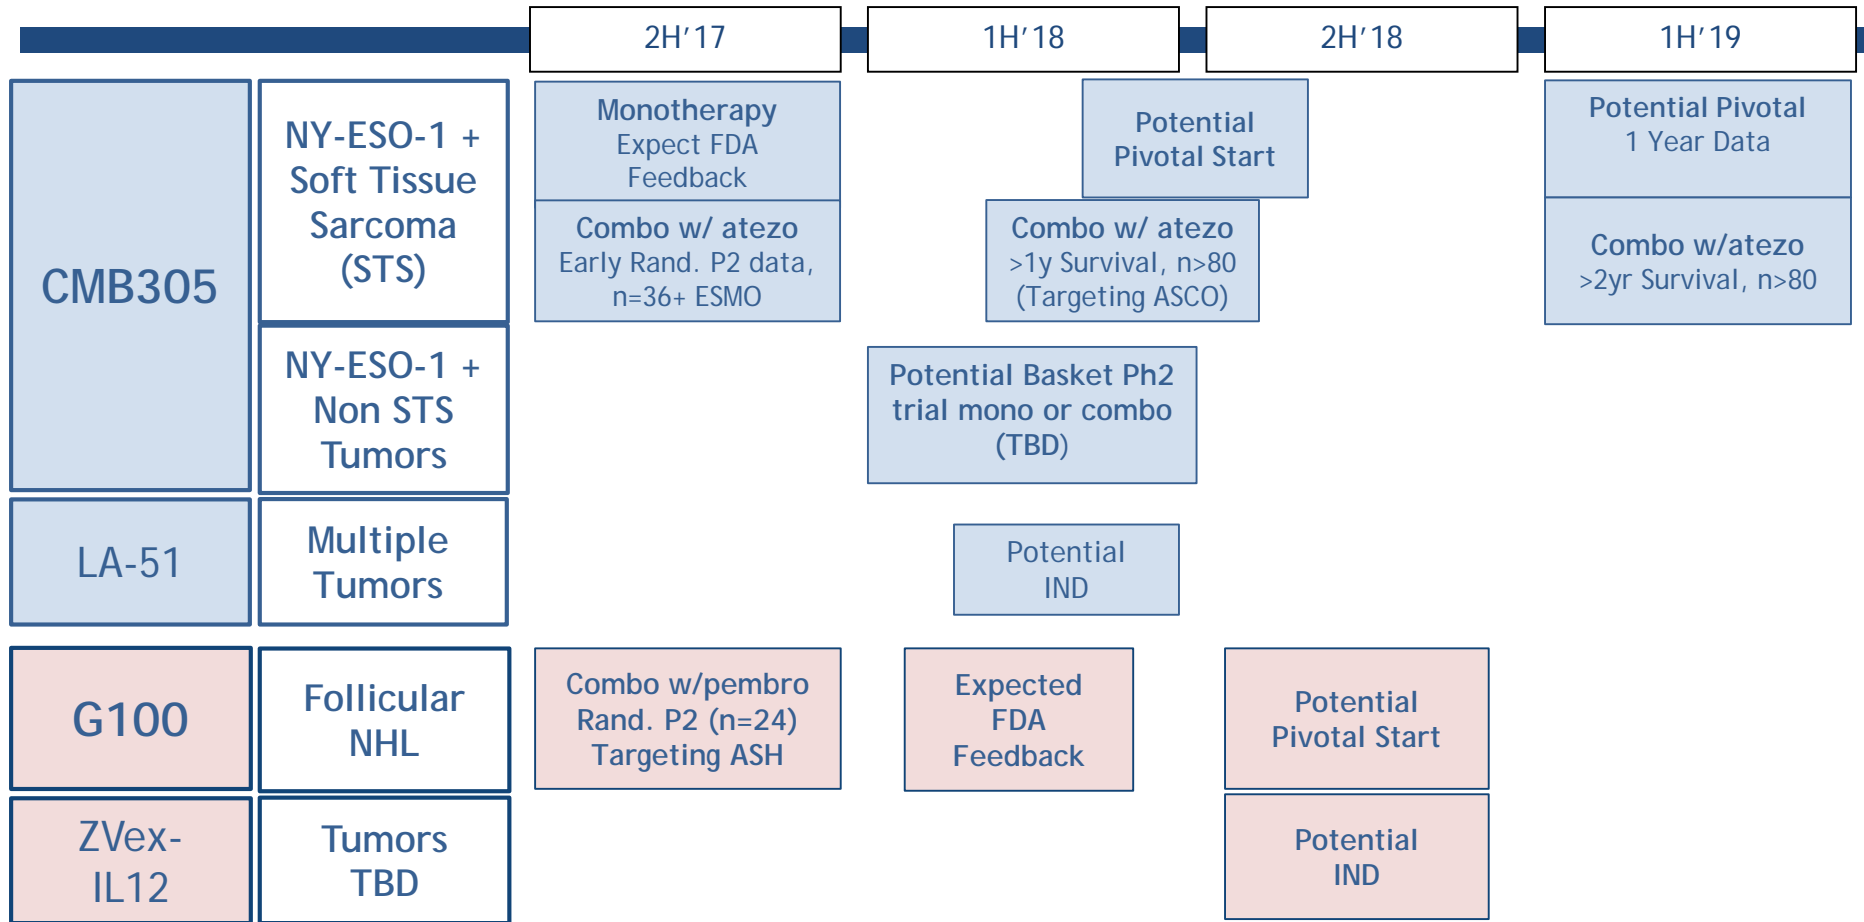 2H’17
1H’18
2H’18
1H’19
CMB305
NY-ESO-1 +
Soft Tissue
Sarcoma
(STS)
Monotherapy
Expect FDA
Feedback
Potential
Pivotal Start
Potential Pivotal
1 Year Data
Combo w/ atezo
Early Rand. P2 data,
n=36+ ESMO
Combo w/ atezo
>1y Survival, n>80
(Targeting ASCO)
Combo w/atezo
>2yr Survival, n>80
NY-ESO-1 +
Non STS
Tumors
Potential Basket Ph2
trial mono or combo
(TBD)
LA-51
Multiple
Tumors
Potential
IND
G100
Follicular
NHL
Combo w/pembro
Rand. P2 (n=24)
Targeting ASH
Expected
FDA
Feedback
Potential
Pivotal Start
ZVex-
IL12
Tumors
TBD
Potential
IND